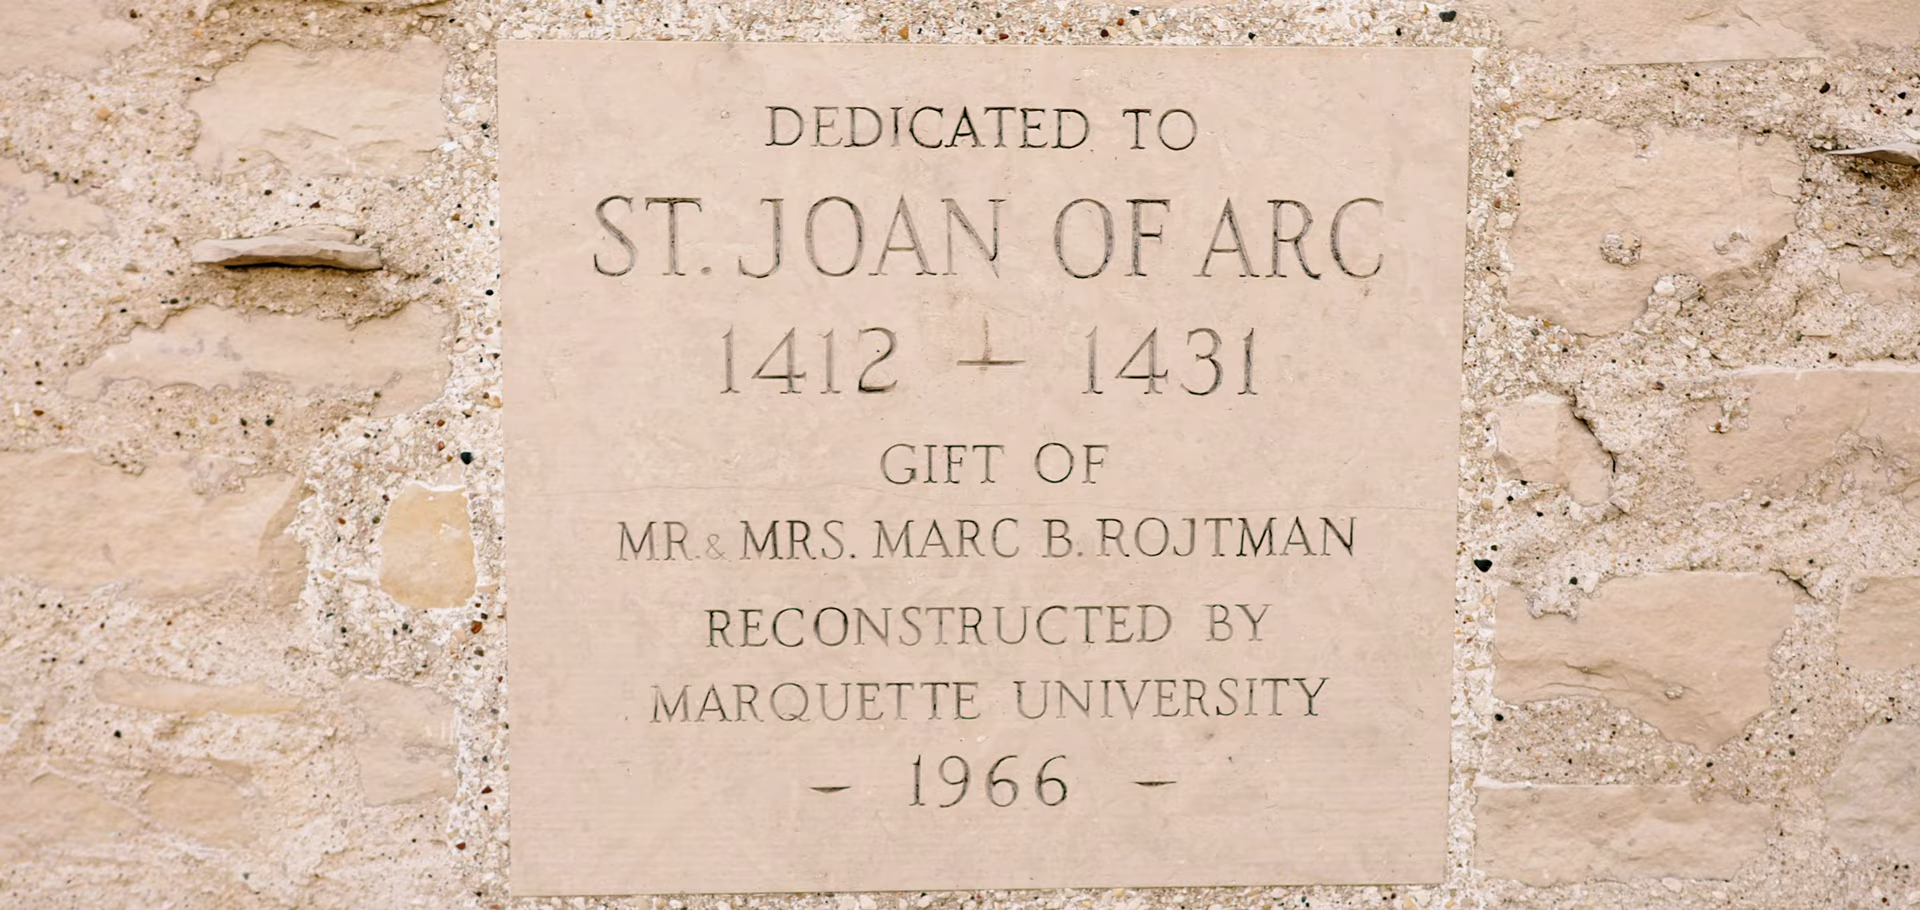 DEDICATED TO
ST. JOAN OF ARC
1412 - 1431
GIFT OF
MR. & MRS. MARC B. ROJTMAN
RECONSTRUCTED BY
MARQUETTE UNIVERSITY
- 1966 -